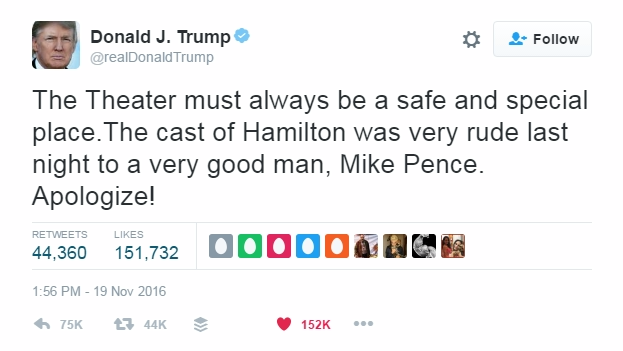 Donald J. Trump
@realDonaldTrump
Follow
The Theater must always be a safe and special
place.The cast of Hamilton was very rude last
night to a very good man, Mike Pence.
Apologize!
RETWEETS LIKES
44,360 151,732
1:56 PM - 19 Nov 2016
75K 44K 152K